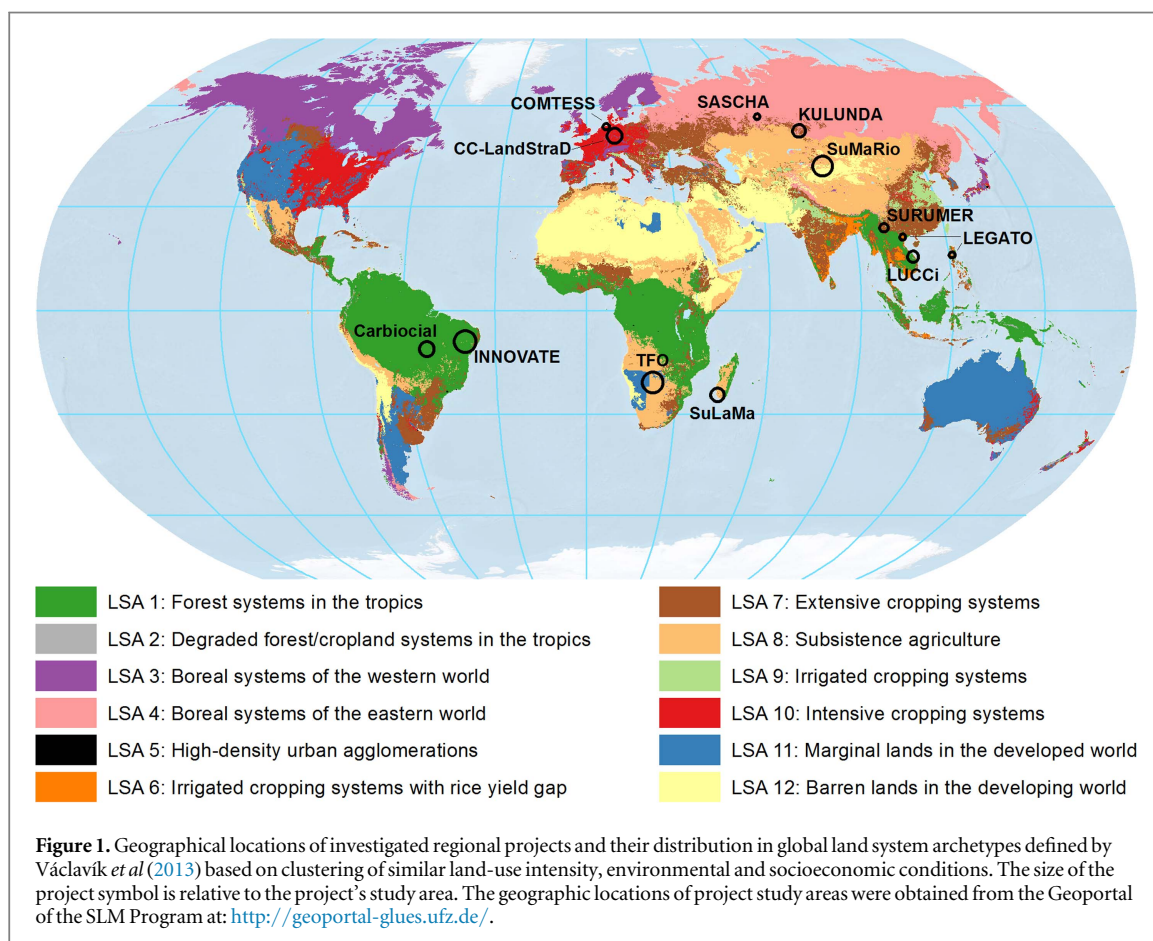 COMTESS
SASCHA
KULUNDA
CC-LandStraD
SuMaRio
SURUMER
LEGATO
LUCCi
Carbiocial
INNOVATE
TFO
SuLaMa
LSA 1: Forest systems in the tropics
LSA 2: Degraded forest/cropland systems in the tropics
LSA 3: Boreal systems of the western world
LSA 4: Boreal systems of the eastern world
LSA 5: High-density urban agglomerations
LSA 6: Irrigated cropping systems with rice yield gap
LSA 7: Extensive cropping systems
LSA 8: Subsistence agriculture
LSA 9: Irrigated cropping systems
LSA 10: Intensive cropping systems
LSA 11: Marginal lands in the developed world
LSA 12: Barren lands in the developing world
Figure 1. Geographical locations of investigated regional projects and their distribution in global land system archetypes defined by
Václavík et al (2013) based on clustering of similar land-use intensity, environmental and socioeconomic conditions. The size of the
project symbol is relative to the project's study area. The geographic locations of project study areas were obtained from the Geoportal
of the SLM Program at: http://geoportal-glues.ufz.de/.